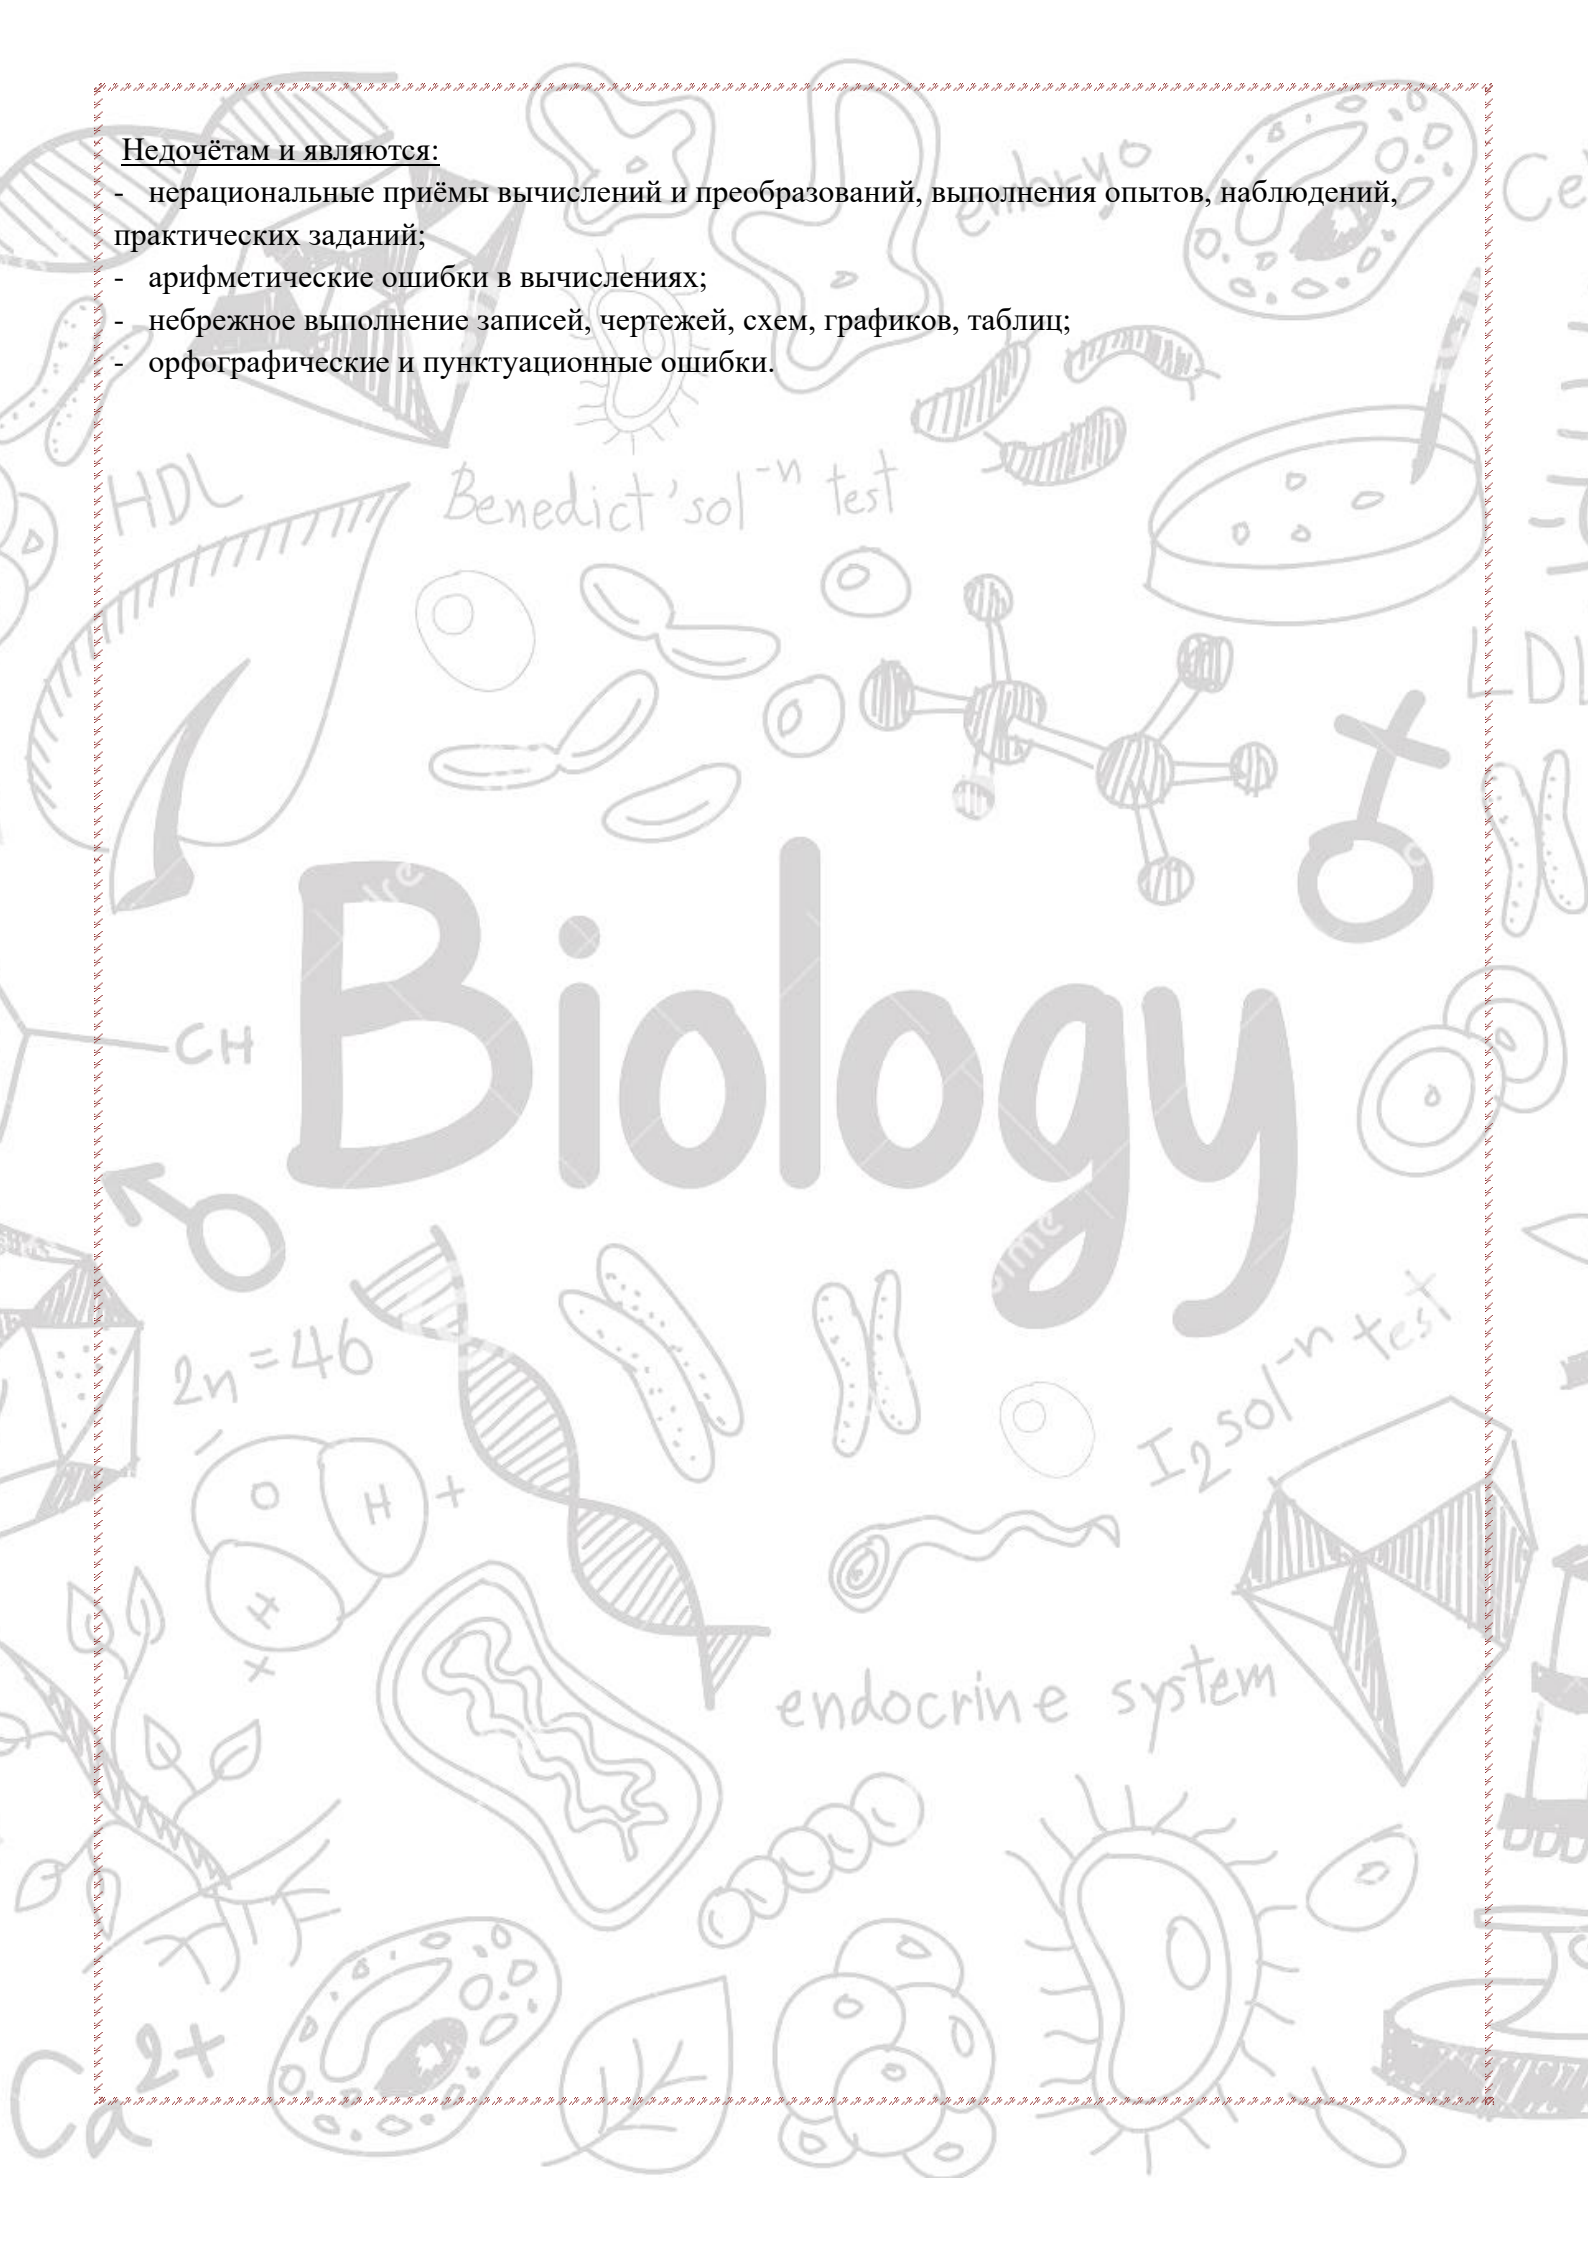 Недочётам и являются:
- нерациональные приёмы вычислений и преобразований, выполнения опытов, наблюдений,
практических заданий;
- арифметические ошибки в вычислениях;
- небрежное выполнение записей, чертежей, схем, графиков, таблиц;
- орфографические и пунктуационные ошибки.
embryo
HDL
Benedict'sol⁻ⁿ test
Biology
CH
2n=46
I₂ sol⁻ⁿ test
O
H +
H
+
endocrine system
Ca 2+